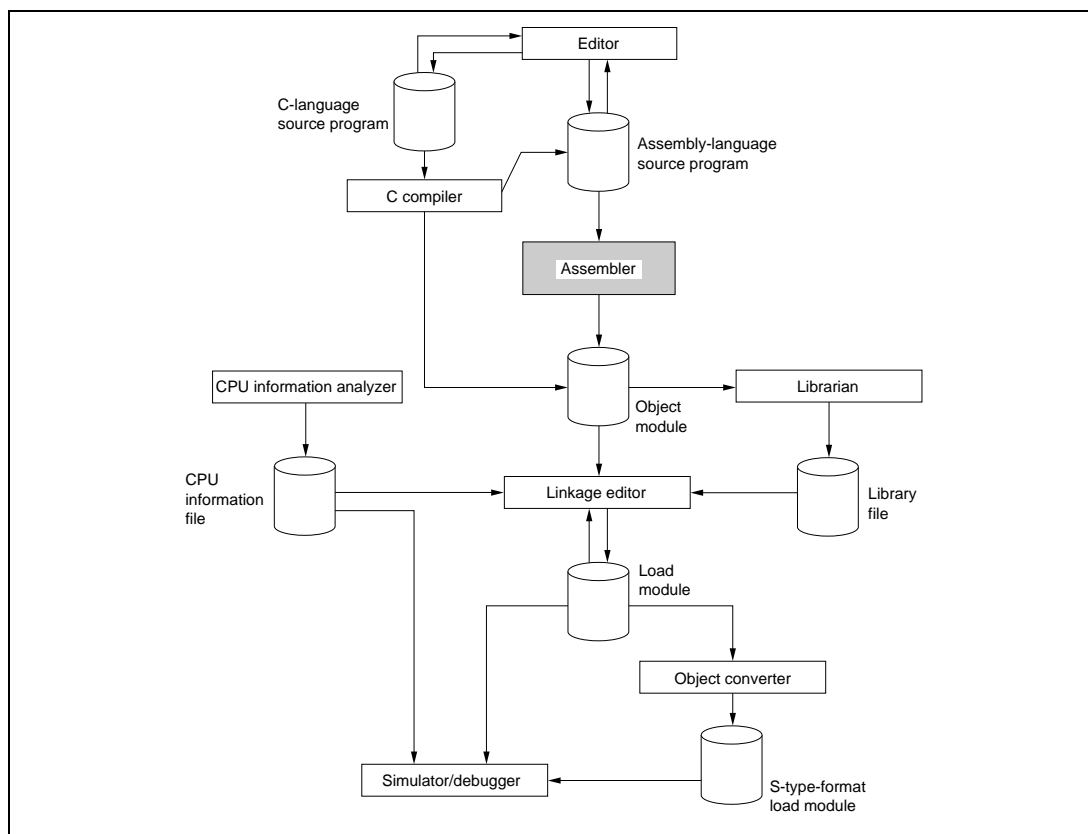 Editor
C-language
source program
Assembly-language
source program
C compiler
Assembler
CPU information analyzer
Librarian
Object
module
CPU
information
file
Linkage editor
Library
file
Load
module
Object converter
Simulator/debugger
S-type-format
load module